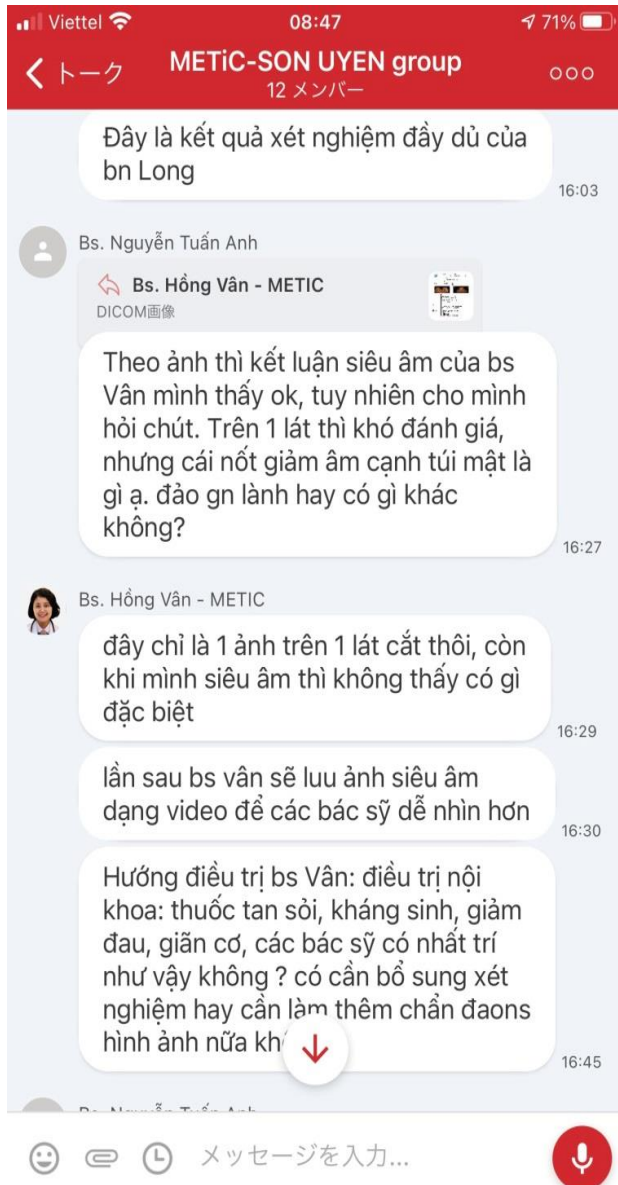 Viettel
08:47
71%
トーク
METiC-SON UYEN group
12 メンバー
Đây là kết quả xét nghiệm đầy dủ của
bn Long
16:03
Bs. Nguyễn Tuấn Anh
Bs. Hồng Vân - METIC
DICOM画像
Theo ảnh thì kết luận siêu âm của bs
Vân mình thấy ok, tuy nhiên cho mình
hỏi chút. Trên 1 lát thì khó đánh giá,
nhưng cái nốt giảm âm cạnh túi mật là
gì ạ. đảo gn lành hay có gì khác
không?
16:27
Bs. Hồng Vân - METIC
đây chỉ là 1 ảnh trên 1 lát cắt thôi, còn
khi mình siêu âm thì không thấy có gì
đặc biệt
16:29
lần sau bs vân sẽ luu ảnh siêu âm
dạng video để các bác sỹ dễ nhìn hơn
16:30
Hướng điều trị bs Vân: điều trị nội
khoa: thuốc tan sỏi, kháng sinh, giảm
đau, giãn cơ, các bác sỹ có nhất trí
như vậy không ? có cần bổ sung xét
nghiệm hay cần làm thêm chẩn đaons
hình ảnh nữa kh
16:45
メッセージを入力...